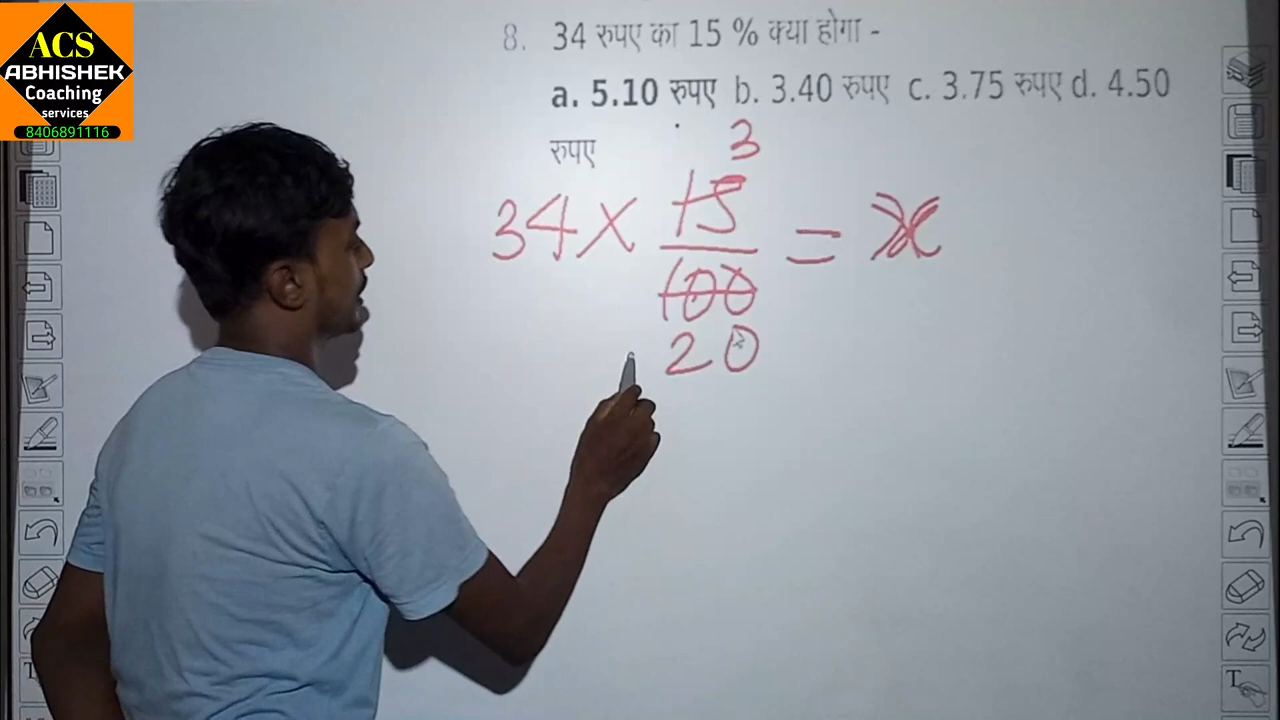 ACS
ABHISHEK
Coaching
services
8406891116
8. 34 रुपए का 15 % क्या होगा -
a. 5.10 रुपए b. 3.40 रुपए c. 3.75 रुपए d. 4.50
रुपए
3
34 × 15/100 = x
20
T